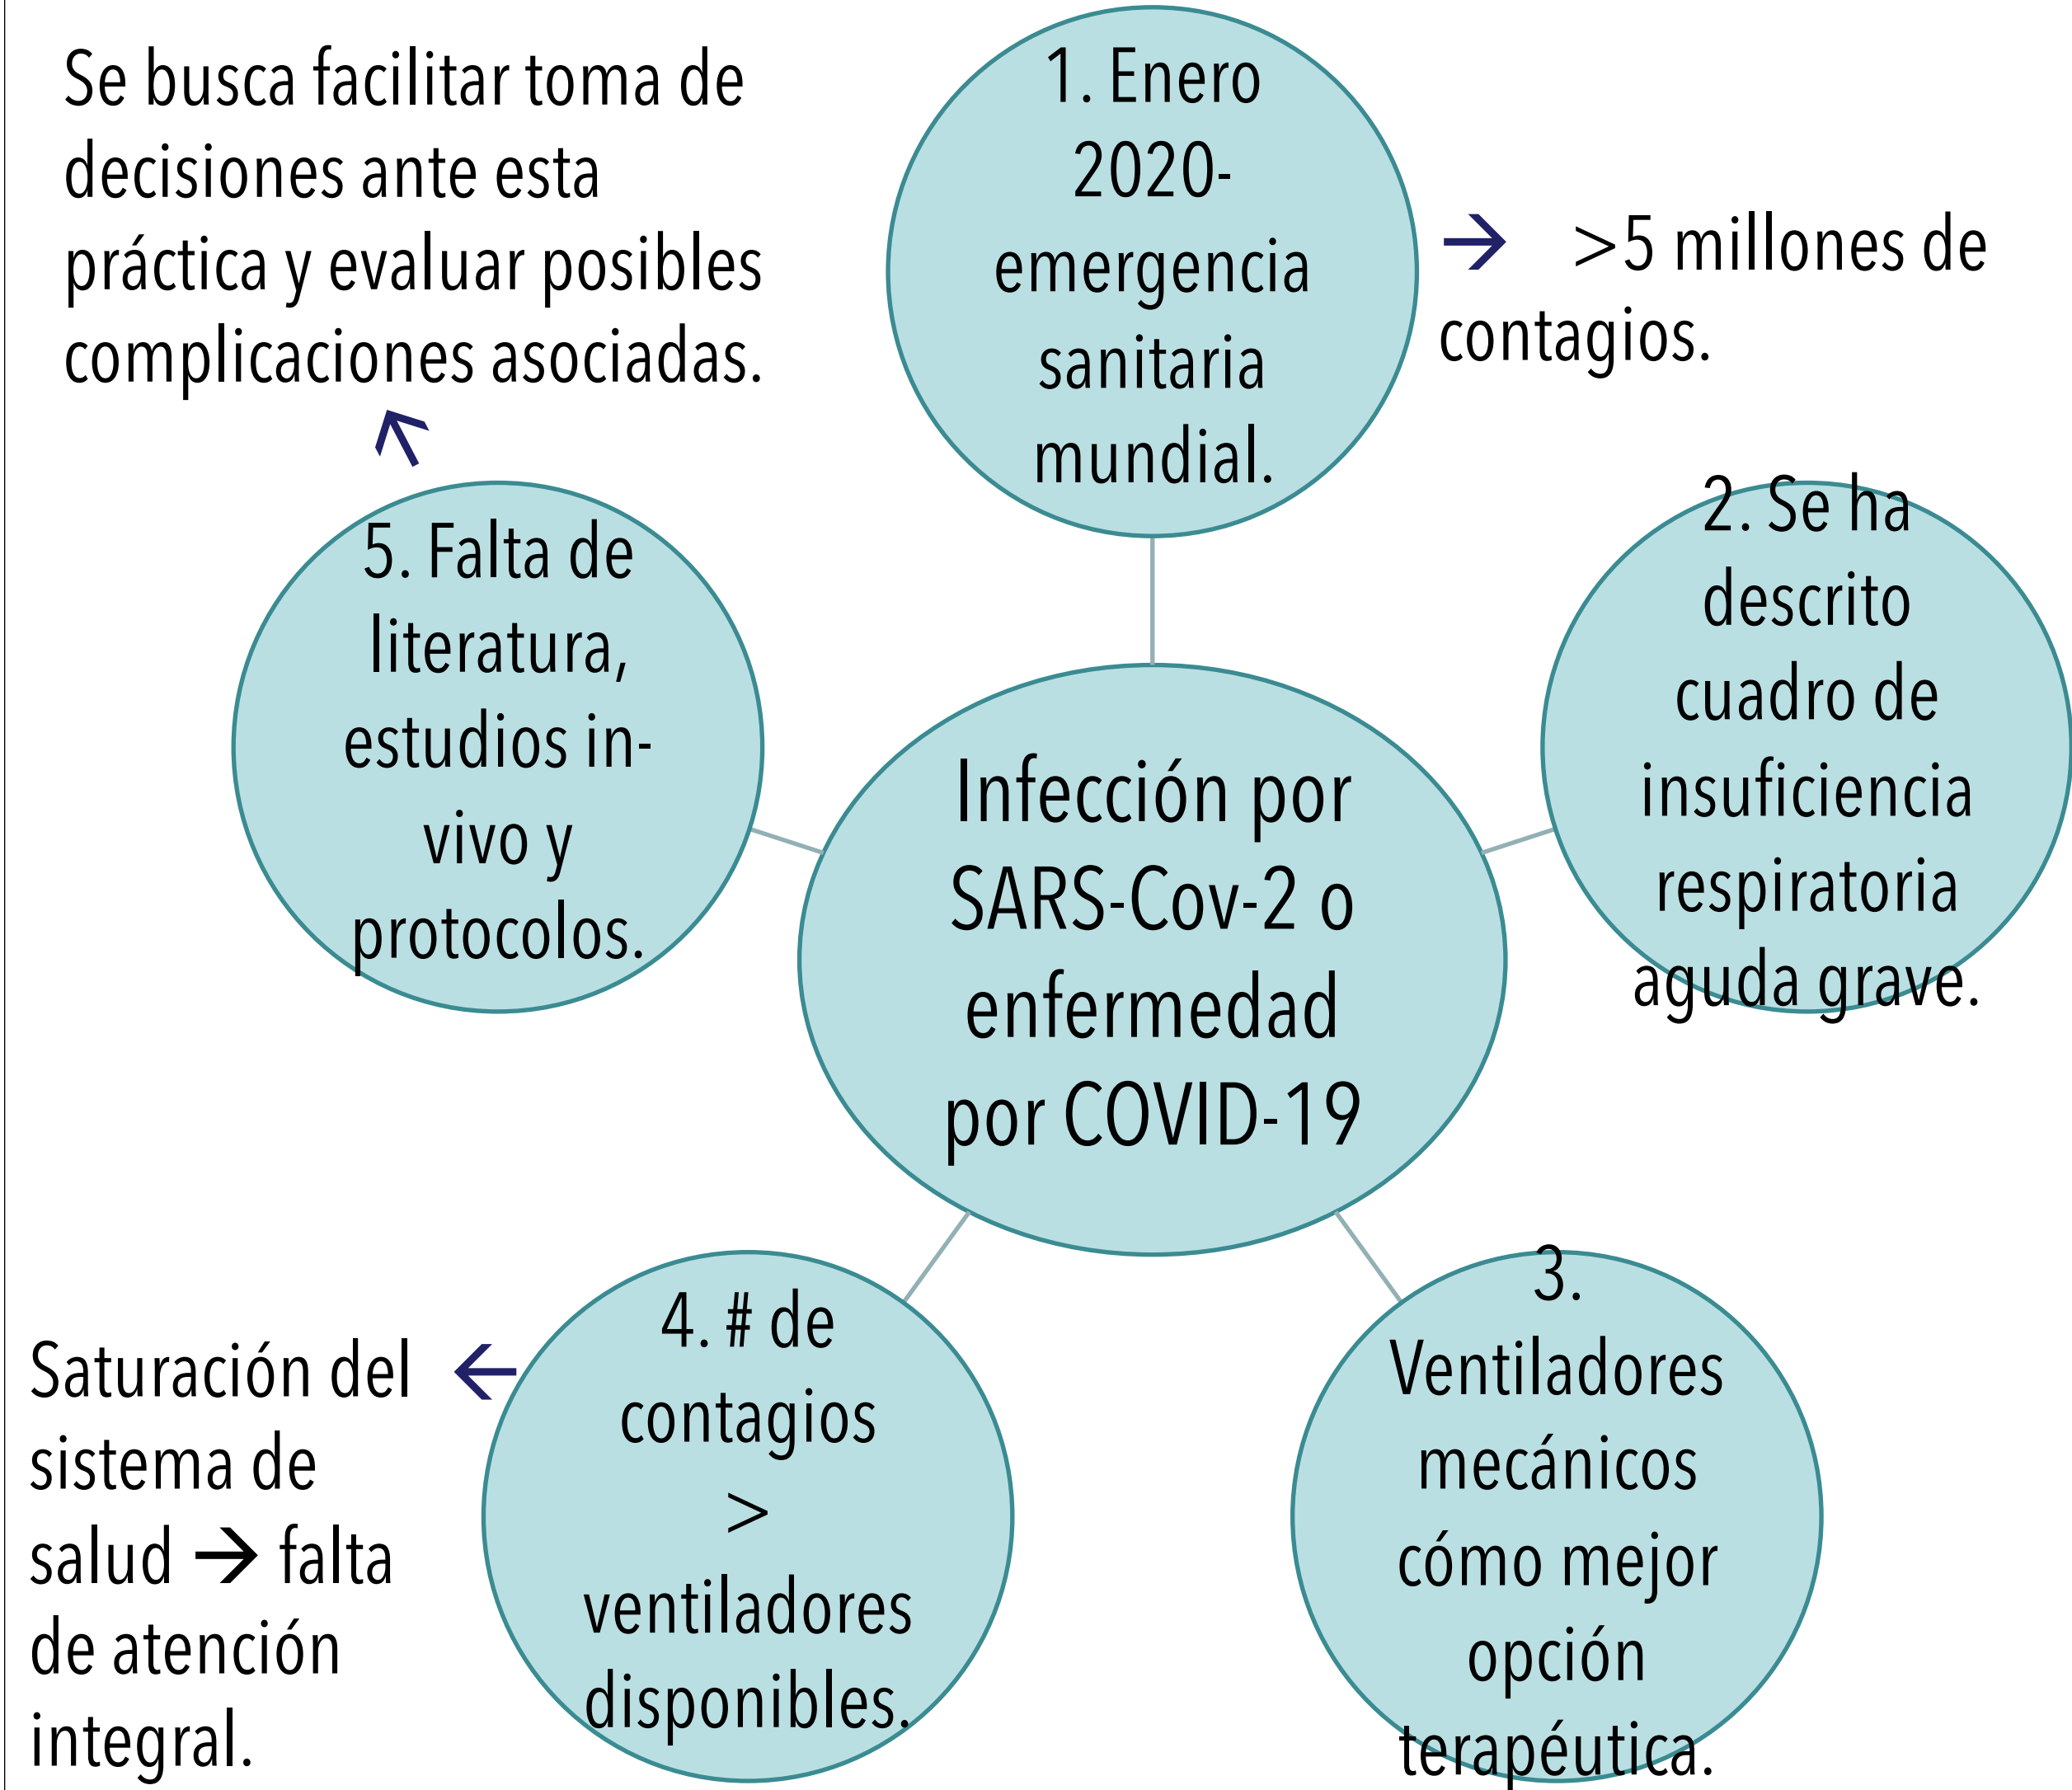 Se busca facilitar toma de
decisiones ante esta
práctica y evaluar posibles
complicaciones asociadas.
1. Enero
2020-
emergencia
sanitaria
mundial.
→ >5 millones de
contagios.
2. Se ha
descrito
cuadro de
insuficiencia
respiratoria
aguda grave.
5. Falta de
literatura,
estudios in-
vivo y
protocolos.
Infección por
SARS-Cov-2 o
enfermedad
por COVID-19
3.
Ventiladores
mecánicos
cómo mejor
opción
terapéutica.
4. # de
contagios
>
ventiladores
disponibles.
Saturación del
sistema de
salud → falta
de atención
integral.